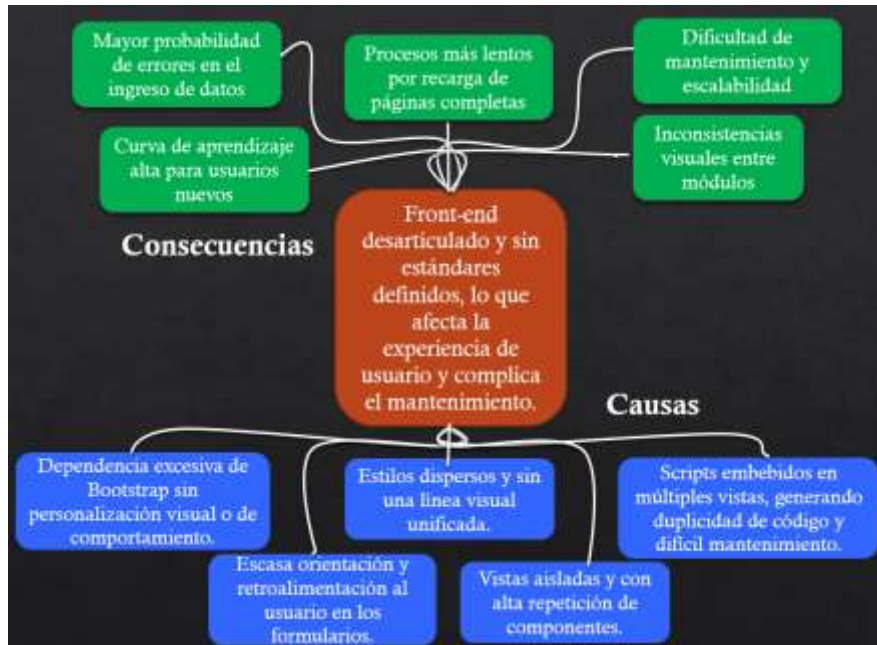 Mayor probabilidad
de errores en el
ingreso de datos
Procesos más lentos
por recarga de
páginas completas
Dificultad de
mantenimiento y
escalabilidad
Curva de aprendizaje
alta para usuarios
nuevos
Inconsistencias
visuales entre
módulos
Consecuencias
Front-end
desarticulado y sin
estándares
definidos, lo que
afecta la
experiencia de
usuario y complica
el mantenimiento.
Causas
Dependencia excesiva de
Bootstrap sin
personalización visual o de
comportamiento.
Estilos dispersos y sin
una línea visual
unificada.
Scripts embebidos en
múltiples vistas, generando
duplicidad de código y
difícil mantenimiento.
Escasa orientación y
retroalimentación al
usuario en los
formularios.
Vistas aisladas y con
alta repetición de
componentes.